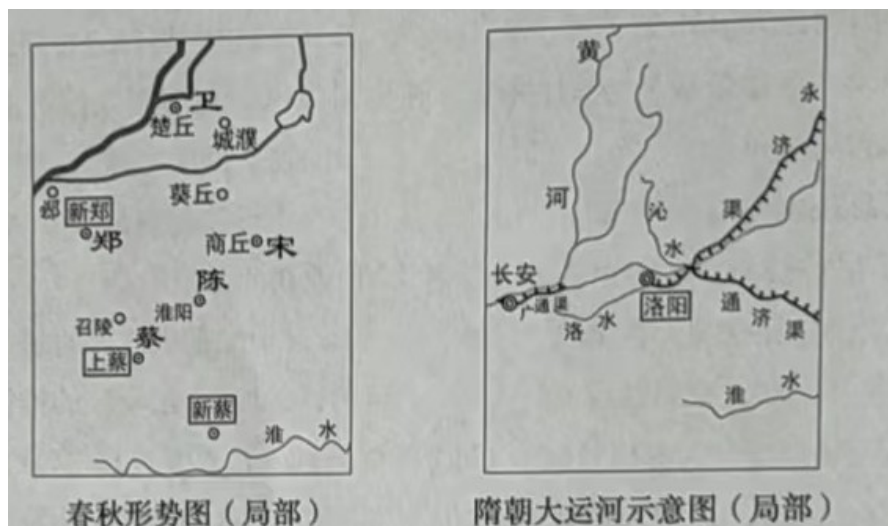 卫
楚丘
城濮
葵丘
新郑
郑
商丘
宋
陈
淮阳
召陵
蔡
上蔡
新蔡
淮水
春秋形势图（局部）
黄河
永济渠
沁水
长安
广通渠
洛水
洛阳
通济渠
淮水
隋朝大运河示意图（局部）